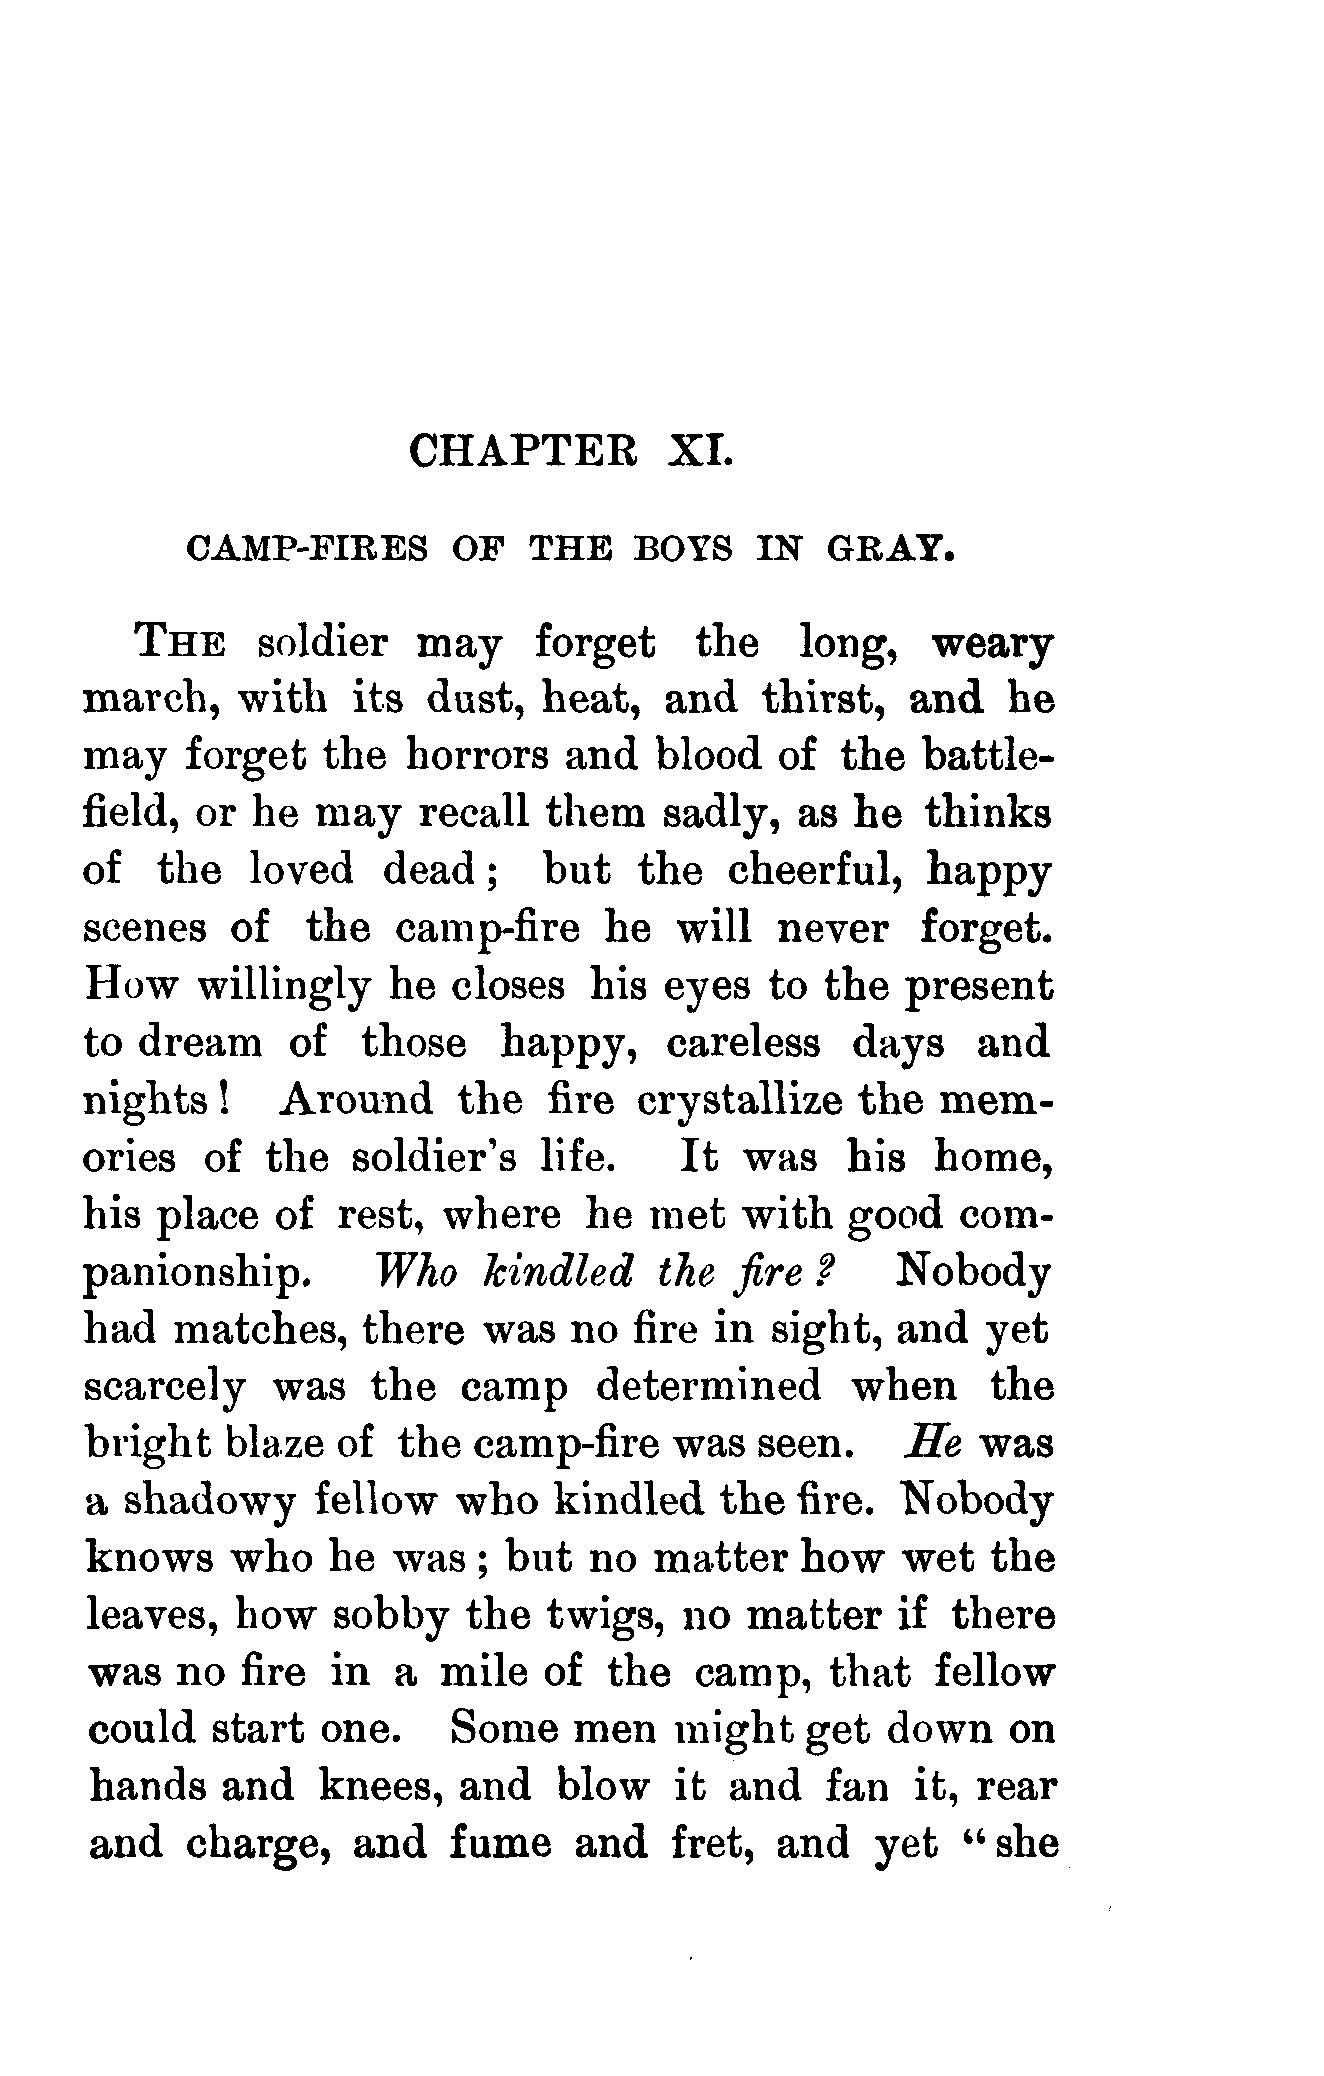 CHAPTER XI.
CAMP-FIRES OF THE BOYS IN GRAY.
THE soldier may forget the long, weary
march, with its dust, heat, and thirst, and he
may forget the horrors and blood of the battle-
field, or he may recall them sadly, as he thinks
of the loved dead; but the cheerful, happy
scenes of the camp-fire he will never forget.
How willingly he closes his eyes to the present
to dream of those happy, careless days and
nights! Around the fire crystallize the mem-
ories of the soldier's life. It was his home,
his place of rest, where he met with good com-
panionship. Who kindled the fire? Nobody
had matches, there was no fire in sight, and yet
scarcely was the camp determined when the
bright blaze of the camp-fire was seen. He was
a shadowy fellow who kindled the fire. Nobody
knows who he was; but no matter how wet the
leaves, how sobby the twigs, no matter if there
was no fire in a mile of the camp, that fellow
could start one. Some men might get down on
hands and knees, and blow it and fan it, rear
and charge, and fume and fret, and yet "she